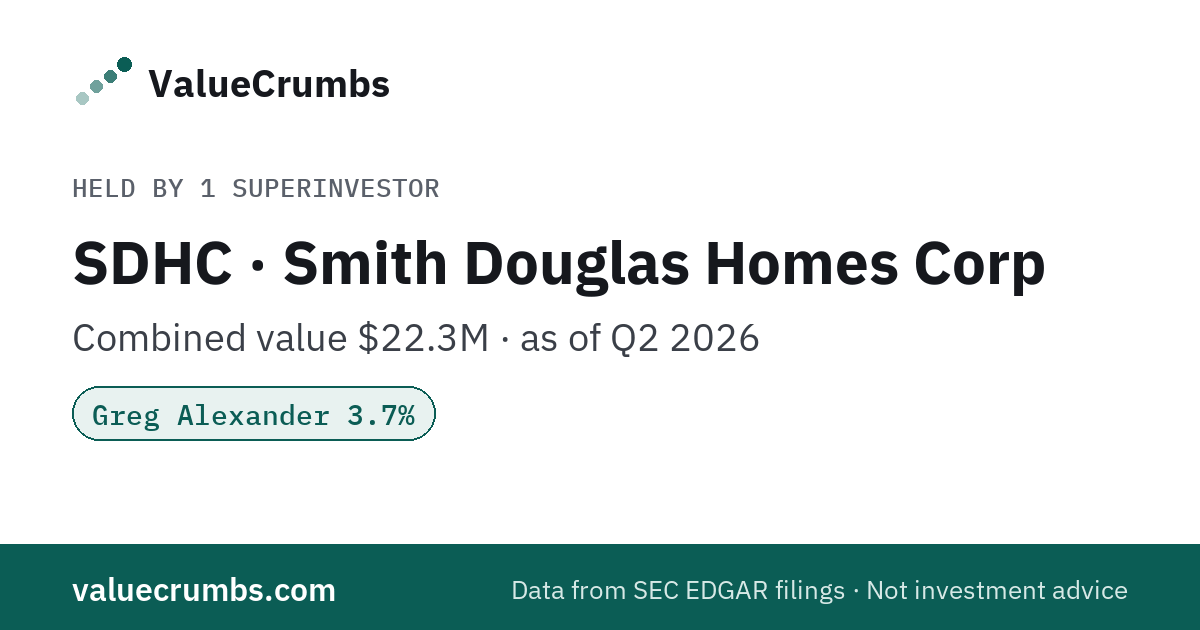 ValueCrumbs
HELD BY 1 SUPERINVESTOR
SDHC · Smith Douglas Homes Corp
Combined value $22.3M · as of Q2 2026
Greg Alexander 3.7%
valuecrumbs.com
Data from SEC EDGAR filings · Not investment advice